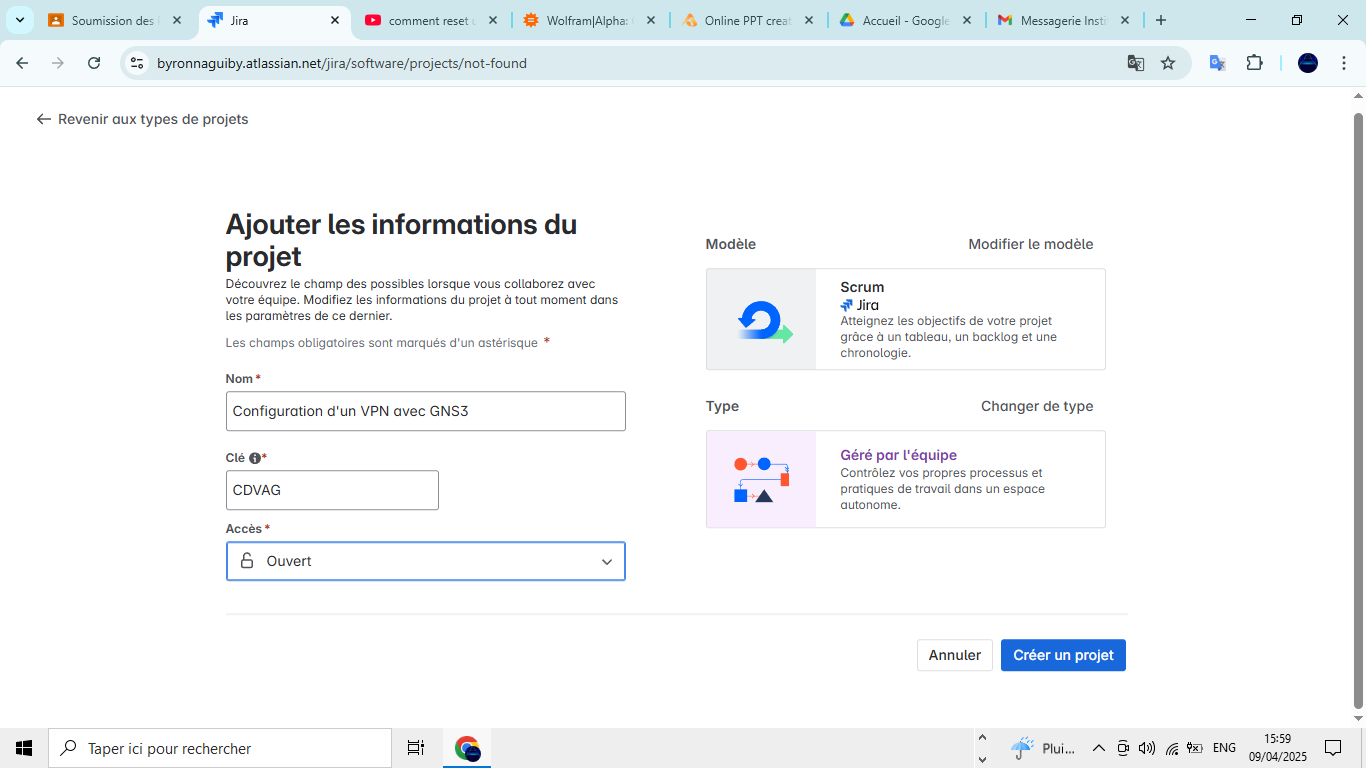 Soumission des
Jira
comment reset u
Wolfram|Alpha:
Online PPT creat
Accueil - Google
Messagerie Insti
byronnaguiby.atlassian.net/jira/software/projects/not-found
Revenir aux types de projets
Ajouter les informations du
projet
Découvrez le champ des possibles lorsque vous collaborez avec
votre équipe. Modifiez les informations du projet à tout moment dans
les paramètres de ce dernier.
Les champs obligatoires sont marqués d'un astérisque *
Nom *
Configuration d'un VPN avec GNS3
Clé *
CDVAG
Accès *
Ouvert
Modèle
Modifier le modèle
Scrum
Jira
Atteignez les objectifs de votre projet
grâce à un tableau, un backlog et une
chronologie.
Type
Changer de type
Géré par l'équipe
Contrôlez vos propres processus et
pratiques de travail dans un espace
autonome.
Annuler
Créer un projet
Taper ici pour rechercher
Plui...
ENG
15:59
09/04/2025